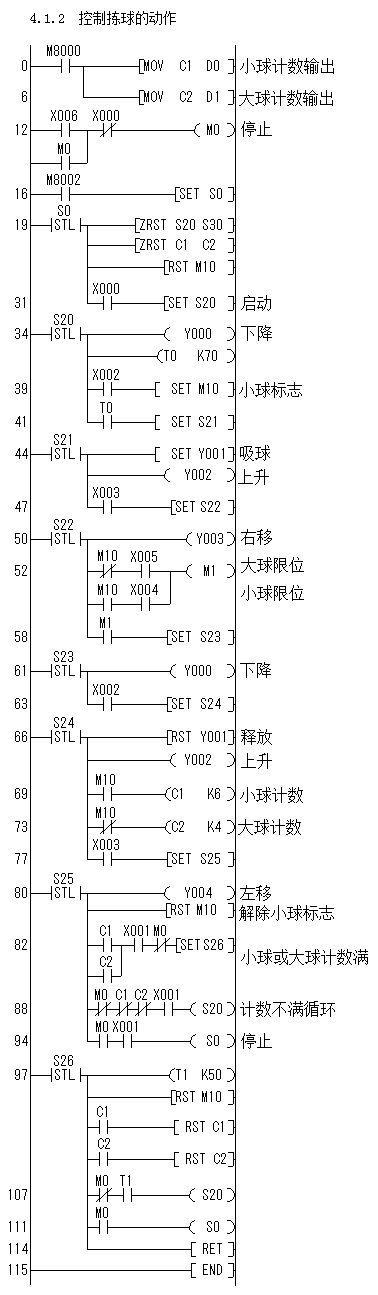 4.1.2 控制拣球的动作
M8000
0 MOV C1 D0 小球计数输出
6 MOV C2 D1 大球计数输出
X006 X000
12 M0 停止
M0
M8002
16 SET S0
S0
19 STL ZRST S20 S30
ZRST C1 C2
RST M10
X000
31 SET S20 启动
S20
34 STL Y000 下降
T0 K70
X002
39 SET M10 小球标志
T0
41 SET S21
S21
44 STL SET Y001 吸球
Y002 上升
X003
47 SET S22
S22
50 STL Y003 右移
M10 X005 大球限位
52 M1
M10 X004 小球限位
M1
58 SET S23
S23
61 STL Y000 下降
X002
63 SET S24
S24
66 STL RST Y001 释放
Y002 上升
M10
69 C1 K6 小球计数
M10
73 C2 K4 大球计数
X003
77 SET S25
S25
80 STL Y004 左移
RST M10 解除小球标志
C1 X001 M0
82 SET S26 小球或大球计数满
C2
M0 C1 C2 X001
88 S20 计数不满循环
M0 X001
94 S0 停止
S26
97 STL T1 K50
RST M10
C1
RST C1
C2
RST C2
M0 T1
107 S20
M0
111 S0
114 RET
115 END